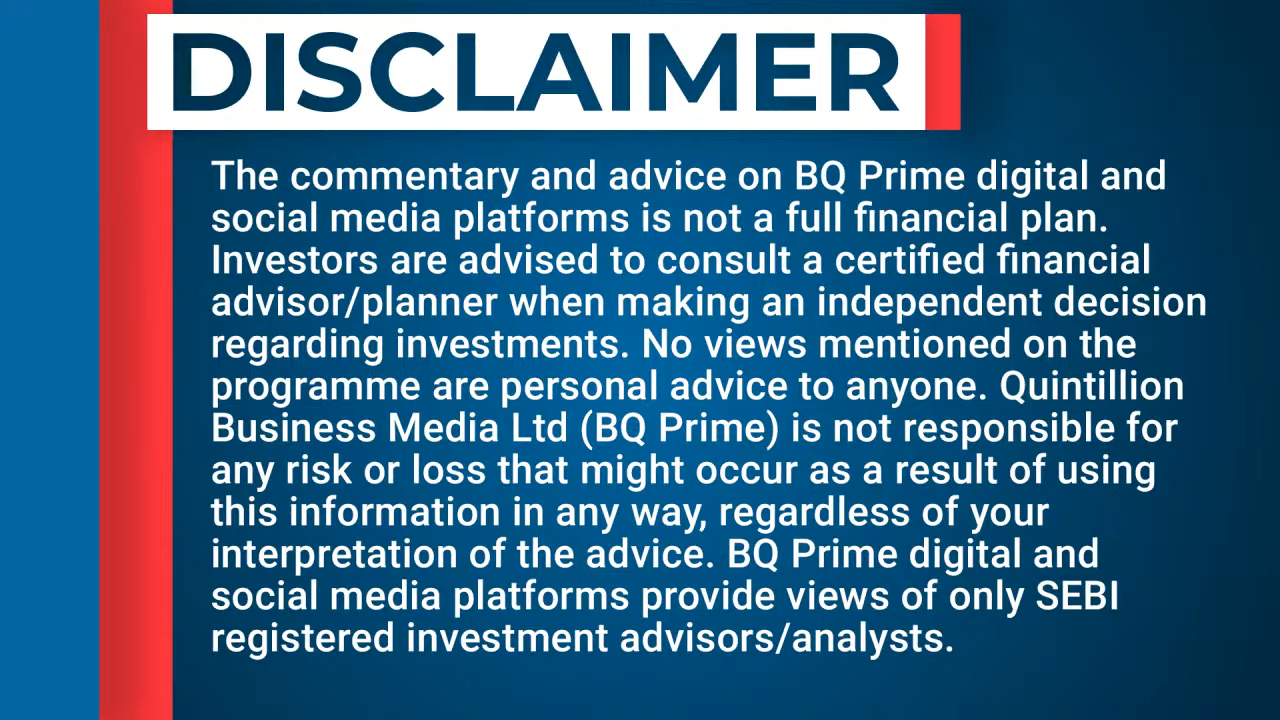 DISCLAIMER
The commentary and advice on BQ Prime digital and
social media platforms is not a full financial plan.
Investors are advised to consult a certified financial
advisor/planner when making an independent decision
regarding investments. No views mentioned on the
programme are personal advice to anyone. Quintillion
Business Media Ltd (BQ Prime) is not responsible for
any risk or loss that might occur as a result of using
this information in any way, regardless of your
interpretation of the advice. BQ Prime digital and
social media platforms provide views of only SEBI
registered investment advisors/analysts.